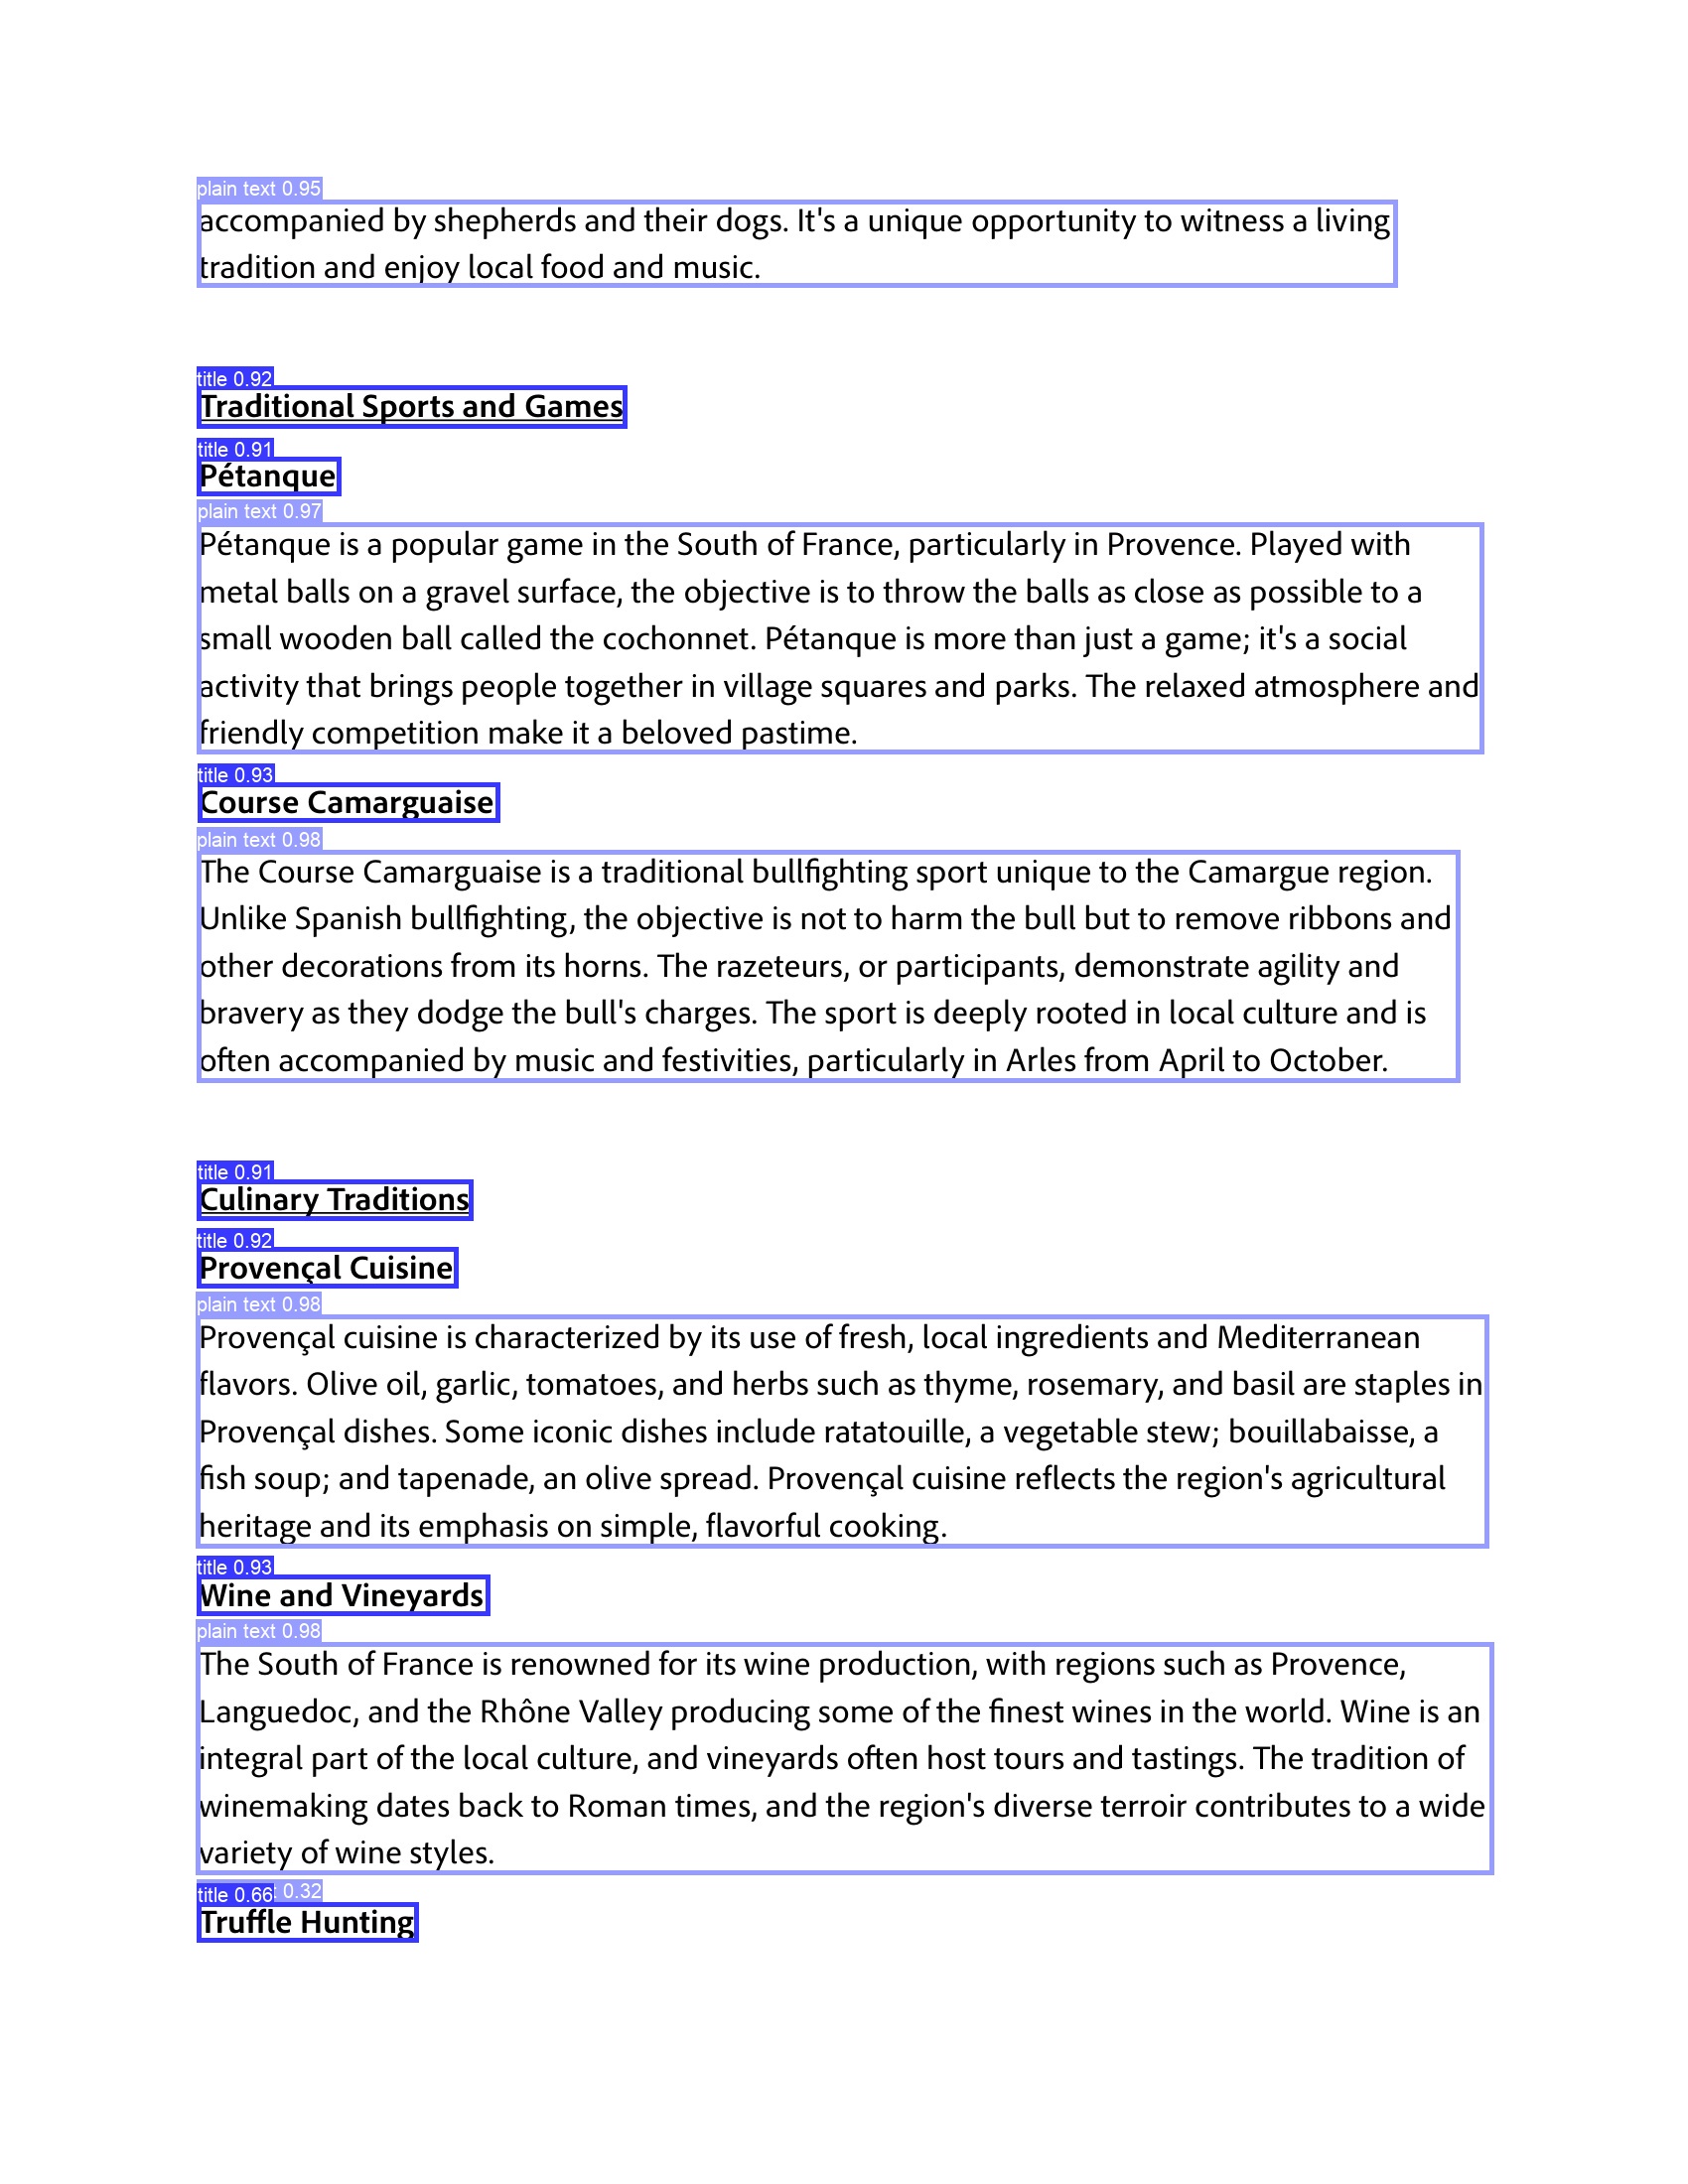 plain text 0.95
accompanied by shepherds and their dogs. It's a unique opportunity to witness a living
tradition and enjoy local food and music.
title 0.92
Traditional Sports and Games
title 0.91
Pétanque
plain text 0.97
Pétanque is a popular game in the South of France, particularly in Provence. Played with
metal balls on a gravel surface, the objective is to throw the balls as close as possible to a
small wooden ball called the cochonnet. Pétanque is more than just a game; it's a social
activity that brings people together in village squares and parks. The relaxed atmosphere and
friendly competition make it a beloved pastime.
title 0.93
Course Camarguaise
plain text 0.98
The Course Camarguaise is a traditional bullfighting sport unique to the Camargue region.
Unlike Spanish bullfighting, the objective is not to harm the bull but to remove ribbons and
other decorations from its horns. The razeteurs, or participants, demonstrate agility and
bravery as they dodge the bull's charges. The sport is deeply rooted in local culture and is
often accompanied by music and festivities, particularly in Arles from April to October.
title 0.91
Culinary Traditions
title 0.92
Provençal Cuisine
plain text 0.98
Provençal cuisine is characterized by its use of fresh, local ingredients and Mediterranean
flavors. Olive oil, garlic, tomatoes, and herbs such as thyme, rosemary, and basil are staples in
Provençal dishes. Some iconic dishes include ratatouille, a vegetable stew; bouillabaisse, a
fish soup; and tapenade, an olive spread. Provençal cuisine reflects the region's agricultural
heritage and its emphasis on simple, flavorful cooking.
title 0.93
Wine and Vineyards
plain text 0.98
The South of France is renowned for its wine production, with regions such as Provence,
Languedoc, and the Rhône Valley producing some of the finest wines in the world. Wine is an
integral part of the local culture, and vineyards often host tours and tastings. The tradition of
winemaking dates back to Roman times, and the region's diverse terroir contributes to a wide
variety of wine styles.
title 0.66 0.32
Truffle Hunting